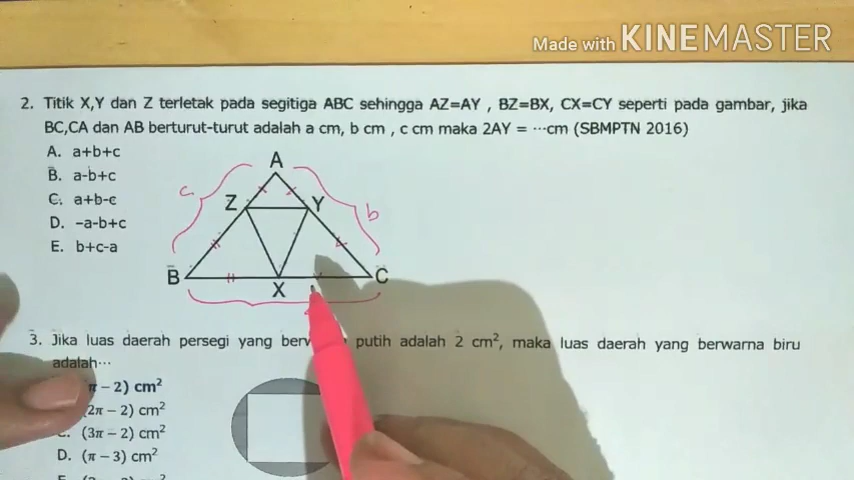 Made with KINEMASTER
2. Titik X,Y dan Z terletak pada segitiga ABC sehingga AZ=AY , BZ=BX, CX=CY seperti pada gambar, jika
BC,CA dan AB berturut-turut adalah a cm, b cm , c cm maka 2AY = ···cm (SBMPTN 2016)
A. a+b+c
B. a-b+c
C. a+b-c
D. -a-b+c
E. b+c-a
A
c
Z
Y
b
B
X
C
3. Jika luas daerah persegi yang putih adalah 2 cm², maka luas daerah yang berwarna biru
adalah···
π – 2) cm²
(2π – 2) cm²
(3π – 2) cm²
D. (π – 3) cm²